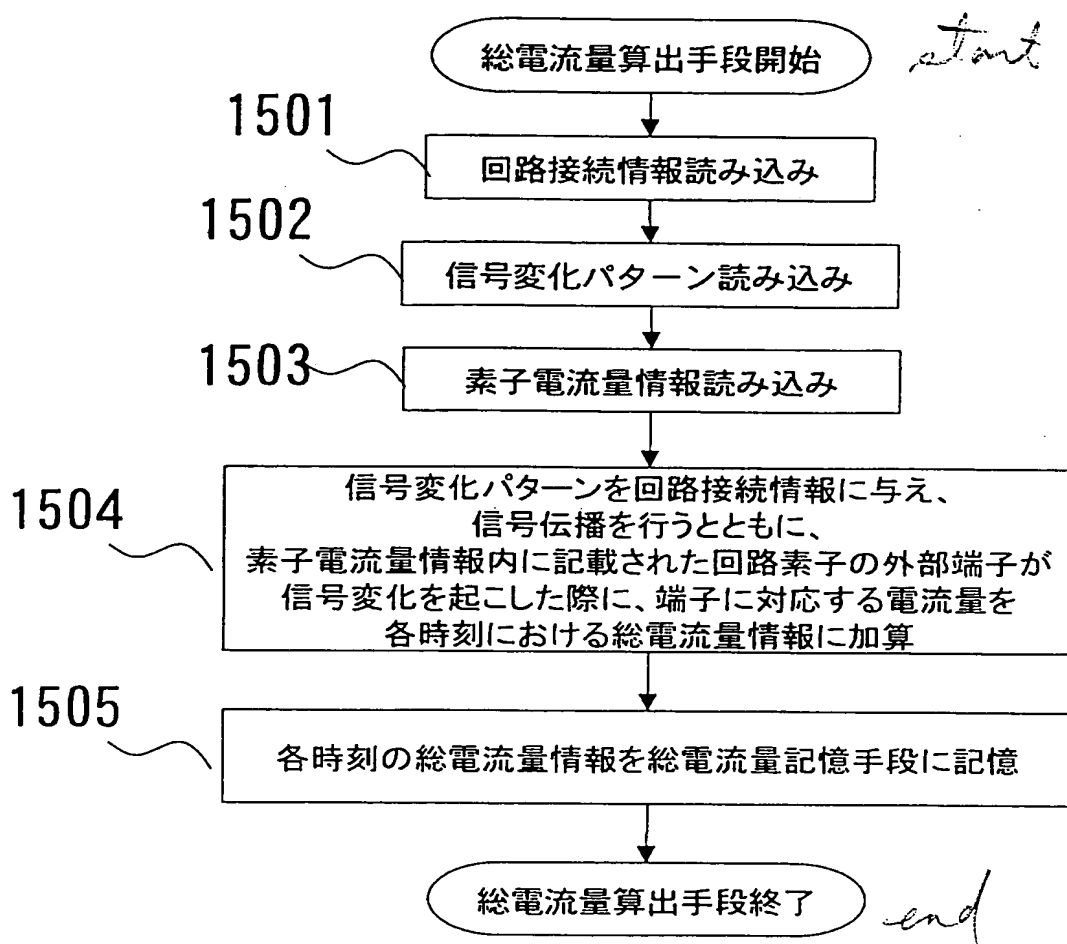 総電流量算出手段開始
start
1501
回路接続情報読み込み
1502
信号変化パターン読み込み
1503
素子電流量情報読み込み
1504
信号変化パターンを回路接続情報に与え、
信号伝播を行うとともに、
素子電流量情報内に記載された回路素子の外部端子が
信号変化を起こした際に、端子に対応する電流量を
各時刻における総電流量情報に加算
1505
各時刻の総電流量情報を総電流量記憶手段に記憶
総電流量算出手段終了
end